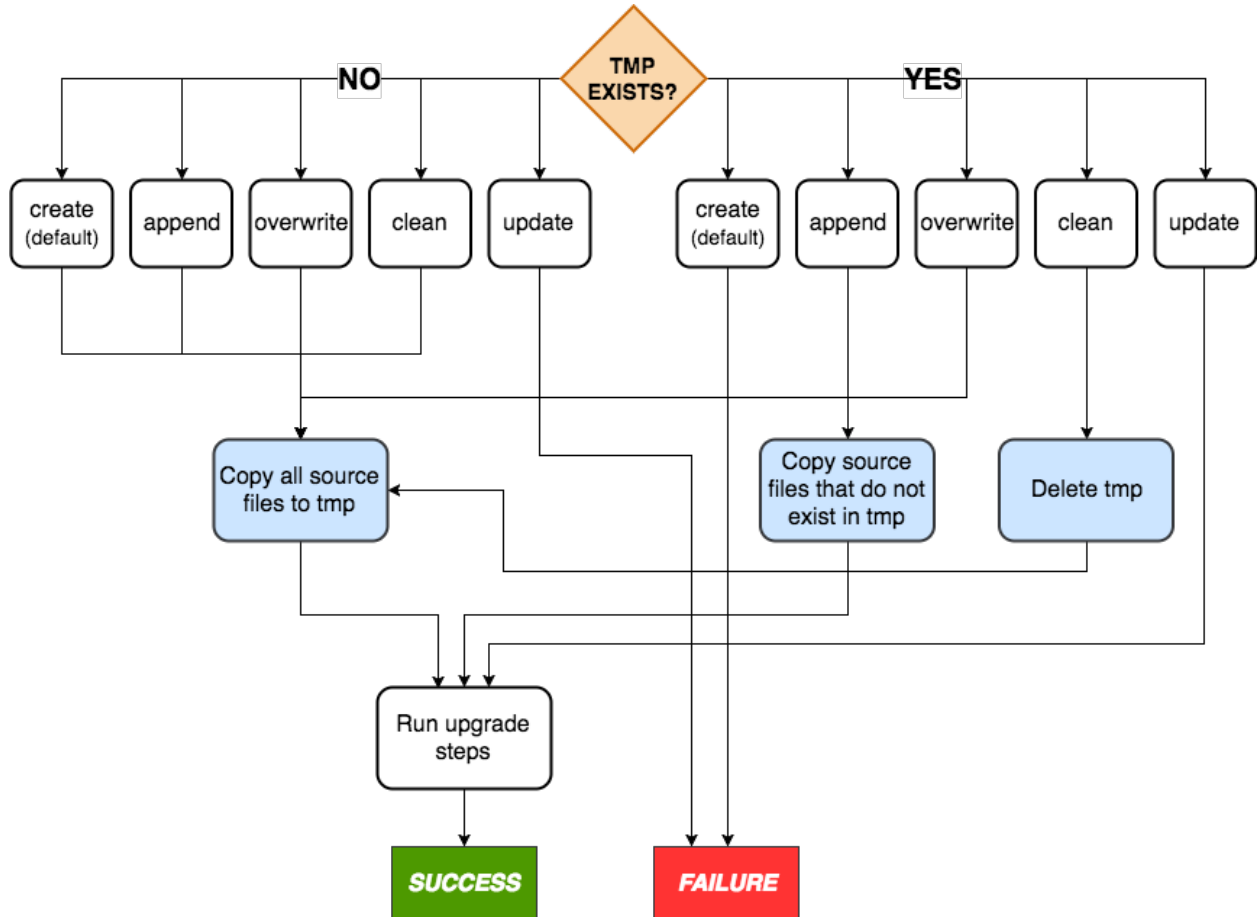 TMP
EXISTS?
NO
YES
create
(default)
append
overwrite
clean
update
create
(default)
append
overwrite
clean
update
Copy all source
files to tmp
Copy source
files that do not
exist in tmp
Delete tmp
Run upgrade
steps
SUCCESS
FAILURE